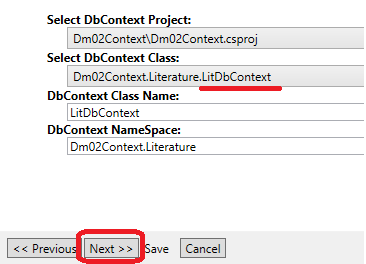 Select DbContext Project:
Dm02Context\Dm02Context.csproj
Select DbContext Class:
Dm02Context.Literature.LitDbContext
DbContext Class Name:
LitDbContext
DbContext NameSpace:
Dm02Context.Literature
<< Previous Next >> Save Cancel